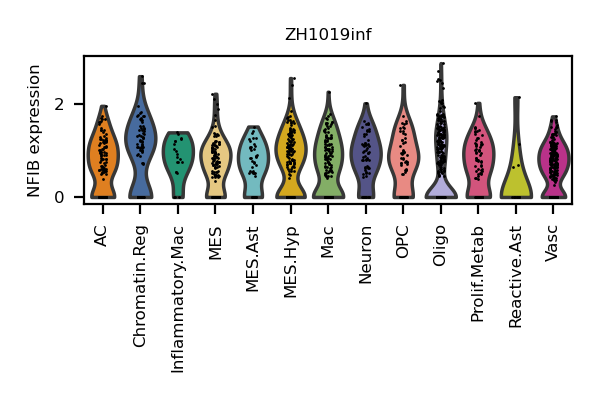 ZH1019inf
NFIB expression
2
0
AC
Chromatin.Reg
Inflammatory.Mac
MES
MES.Ast
MES.Hyp
Mac
Neuron
OPC
Oligo
Prolif.Metab
Reactive.Ast
Vasc